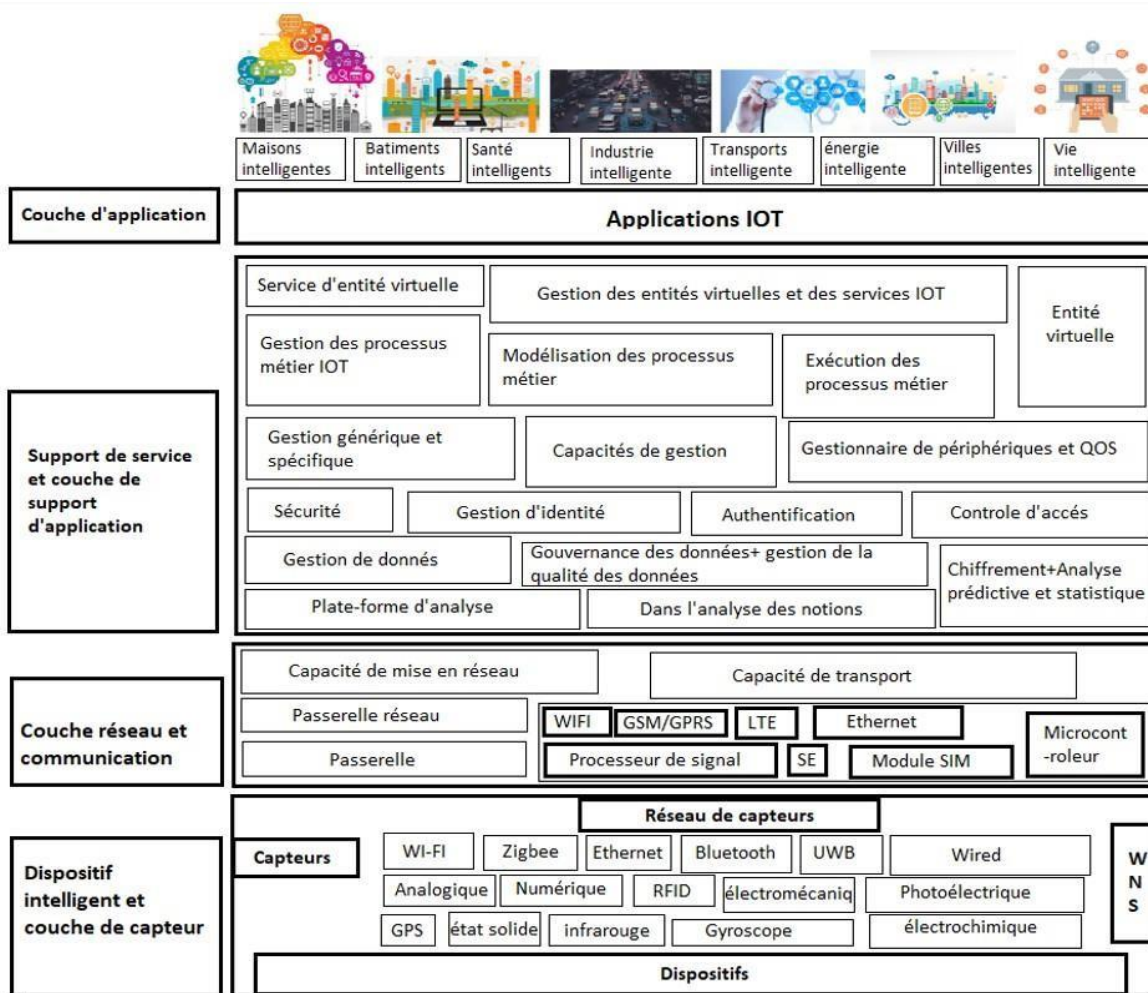 Maisons
intelligentes
Batiments
intelligents
Santé
intelligents
Industrie
intelligente
Transports
intelligente
énergie
intelligente
Villes
intelligentes
Vie
intelligente
Couche d'application
Applications IOT
Support de service
et couche de
support
d'application
Service d'entité virtuelle
Gestion des entités virtuelles et des services IOT
Entité
virtuelle
Gestion des processus
métier IOT
Modélisation des processus
métier
Exécution des
processus métier
Gestion générique et
spécifique
Capacités de gestion
Gestionnaire de périphériques et QOS
Sécurité
Gestion d'identité
Authentification
Controle d'accés
Gestion de donnés
Gouvernance des données+ gestion de la
qualité des données
Chiffrement+Analyse
prédictive et statistique
Plate-forme d'analyse
Dans l'analyse des notions
Couche réseau et
communication
Capacité de mise en réseau
Capacité de transport
Passerelle réseau
WIFI
GSM/GPRS
LTE
Ethernet
Microcont
-roleur
Passerelle
Processeur de signal
SE
Module SIM
Dispositif
intelligent et
couche de capteur
Réseau de capteurs
Capteurs
WI-FI
Zigbee
Ethernet
Bluetooth
UWB
Wired
W
N
S
Analogique
Numérique
RFID
électromécaniq
Photoélectrique
GPS
état solide
infrarouge
Gyroscope
électrochimique
Dispositifs